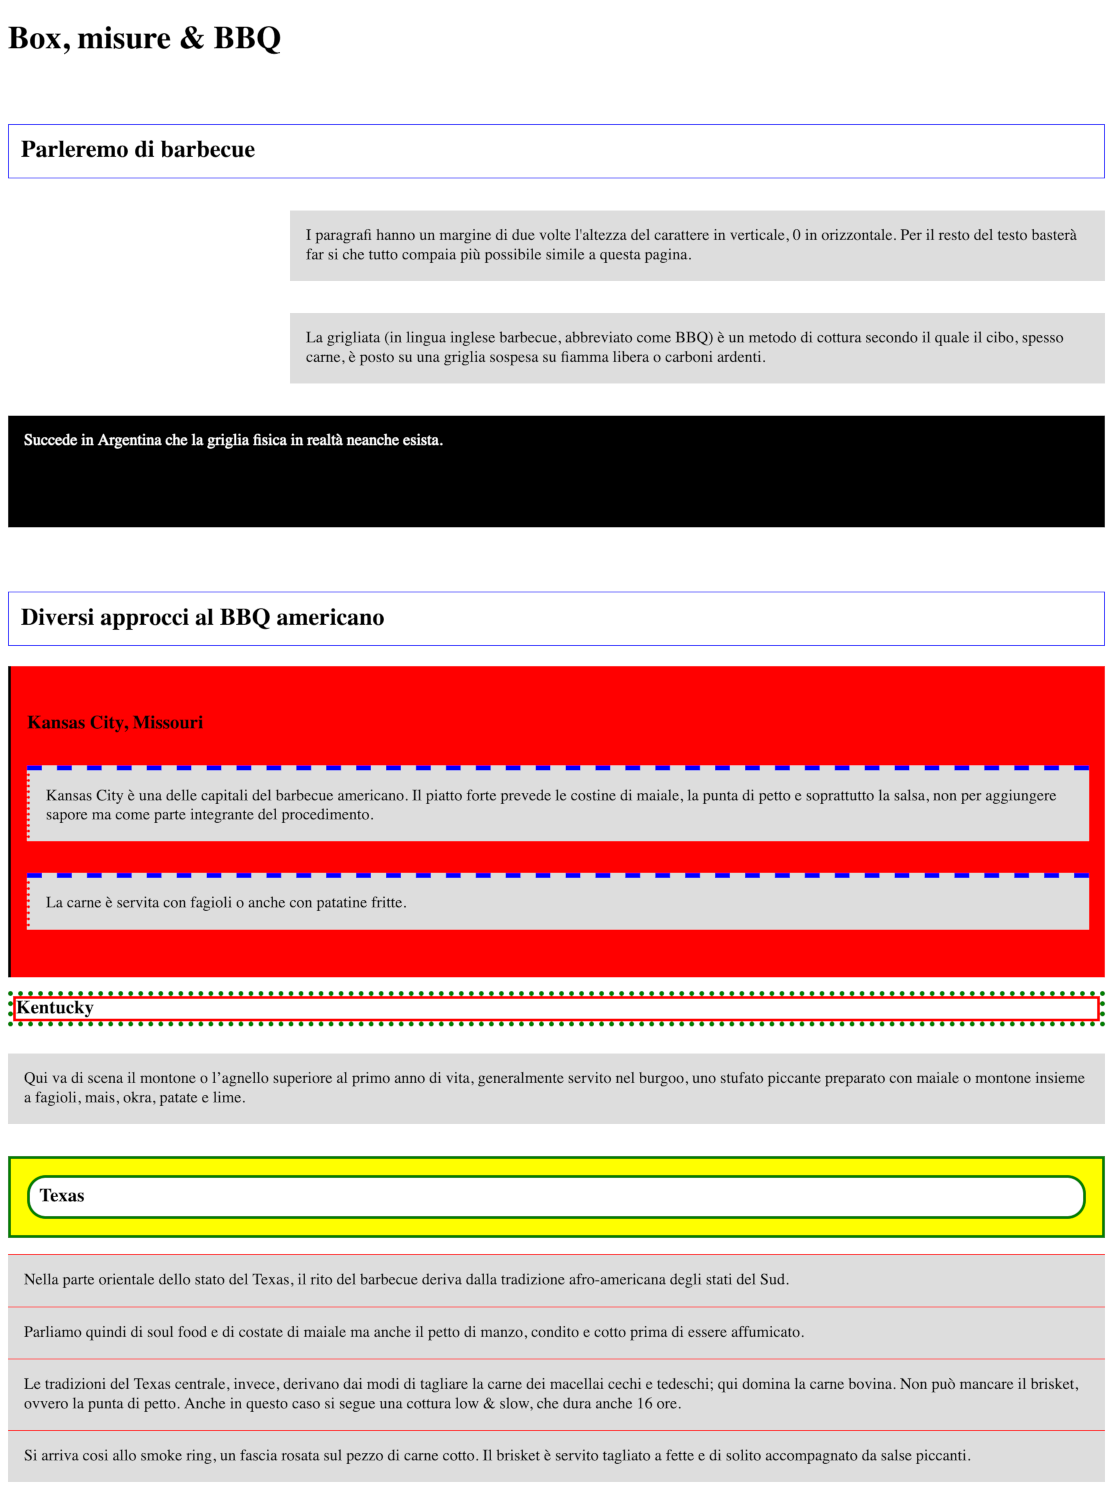 Box, misure & BBQ
Parleremo di barbecue
I paragrafi hanno un margine di due volte l'altezza del carattere in verticale, 0 in orizzontale. Per il resto del testo basterà
far si che tutto compaia più possibile simile a questa pagina.
La grigliata (in lingua inglese barbecue, abbreviato come BBQ) è un metodo di cottura secondo il quale il cibo, spesso
carne, è posto su una griglia sospesa su fiamma libera o carboni ardenti.
Succede in Argentina che la griglia fisica in realtà neanche esista.
Diversi approcci al BBQ americano
Kansas City, Missouri
Kansas City è una delle capitali del barbecue americano. Il piatto forte prevede le costine di maiale, la punta di petto e soprattutto la salsa, non per aggiungere
sapore ma come parte integrante del procedimento.
La carne è servita con fagioli o anche con patatine fritte.
Kentucky
Qui va di scena il montone o l’agnello superiore al primo anno di vita, generalmente servito nel burgoo, uno stufato piccante preparato con maiale o montone insieme
a fagioli, mais, okra, patate e lime.
Texas
Nella parte orientale dello stato del Texas, il rito del barbecue deriva dalla tradizione afro-americana degli stati del Sud.
Parliamo quindi di soul food e di costate di maiale ma anche il petto di manzo, condito e cotto prima di essere affumicato.
Le tradizioni del Texas centrale, invece, derivano dai modi di tagliare la carne dei macellai cechi e tedeschi; qui domina la carne bovina. Non può mancare il brisket,
ovvero la punta di petto. Anche in questo caso si segue una cottura low & slow, che dura anche 16 ore.
Si arriva cosi allo smoke ring, un fascia rosata sul pezzo di carne cotto. Il brisket è servito tagliato a fette e di solito accompagnato da salse piccanti.